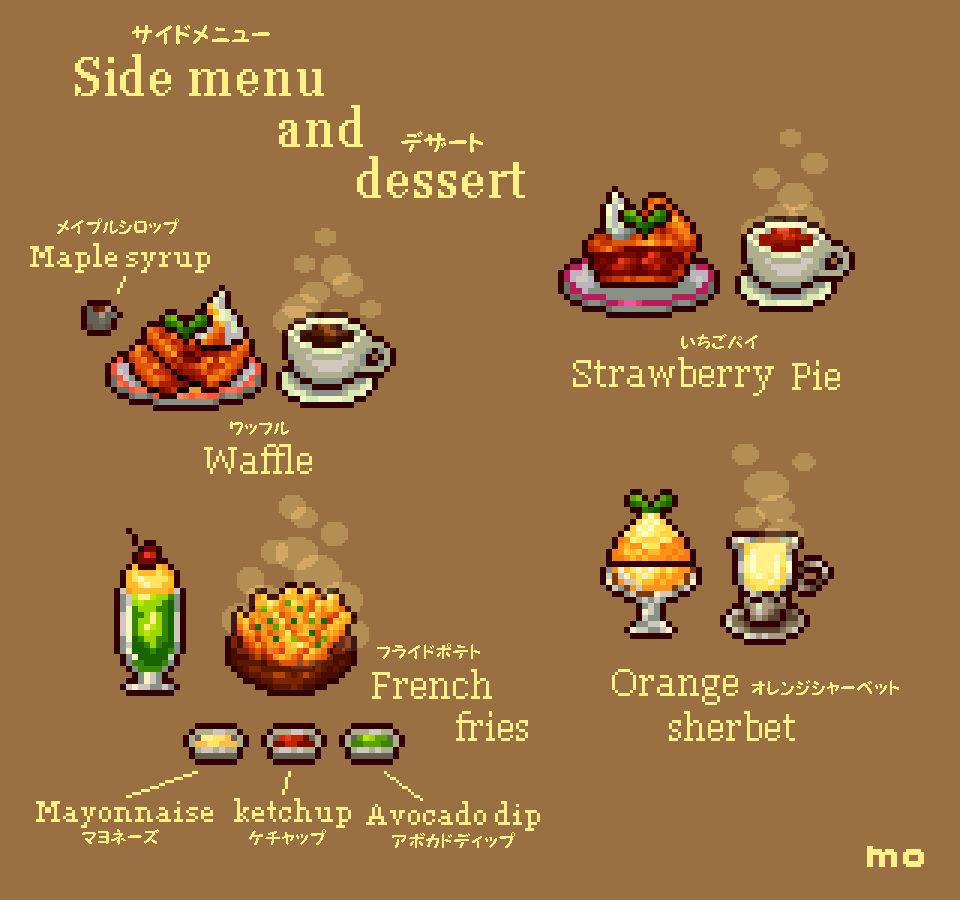 サイドメニュー
Side menu
and
デザート
dessert
メイプルシロップ
Maple syrup
ワッフル
Waffle
いちごパイ
Strawberry Pie
フライドポテト
French
fries
オレンジシャーベット
Orange
sherbet
Mayonnaise
マヨネーズ
ketchup
ケチャップ
Avocado dip
アボカドディップ
mo